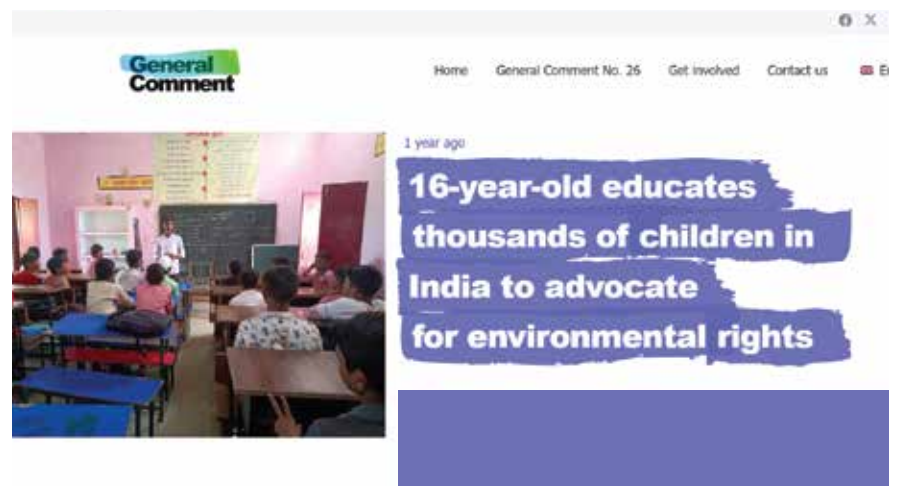 General
Comment
Home
General Comment No. 26
Get involved
Contact us
1 year ago
16-year-old educates
thousands of children in
India to advocate
for environmental rights